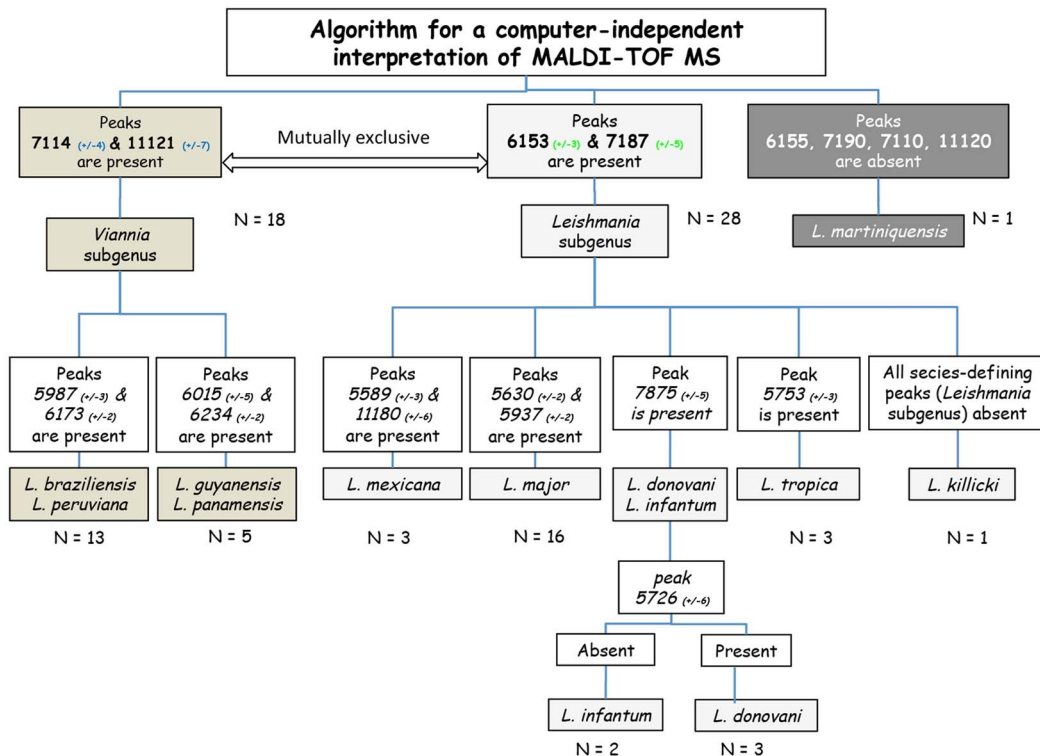 Algorithm for a computer-independent
interpretation of MALDI-TOF MS
Peaks
7114 (+/-4) & 11121 (+/-7)
are present
Mutually exclusive
Peaks
6153 (+/-3) & 7187 (+/-5)
are present
Peaks
6155, 7190, 7110, 11120
are absent
N = 18
Viannia
subgenus
Leishmania
subgenus
N = 28
L. martiniquensis
N = 1
Peaks
5987 (+/-3) &
6173 (+/-2)
are present
Peaks
6015 (+/-5) &
6234 (+/-2)
are present
Peaks
5589 (+/-3) &
11180 (+/-6)
are present
Peaks
5630 (+/-2) &
5937 (+/-2)
are present
Peak
7875 (+/-5)
is present
Peak
5753 (+/-3)
is present
All secies-defining
peaks (Leishmania
subgenus) absent
L. braziliensis
L. peruviana
L. guyanensis
L. panamensis
L. mexicana
L. major
L. donovani
L. infantum
L. tropica
L. killicki
N = 13
N = 5
N = 3
N = 16
N = 3
N = 1
peak
5726 (+/-6)
Absent
Present
L. infantum
L. donovani
N = 2
N = 3